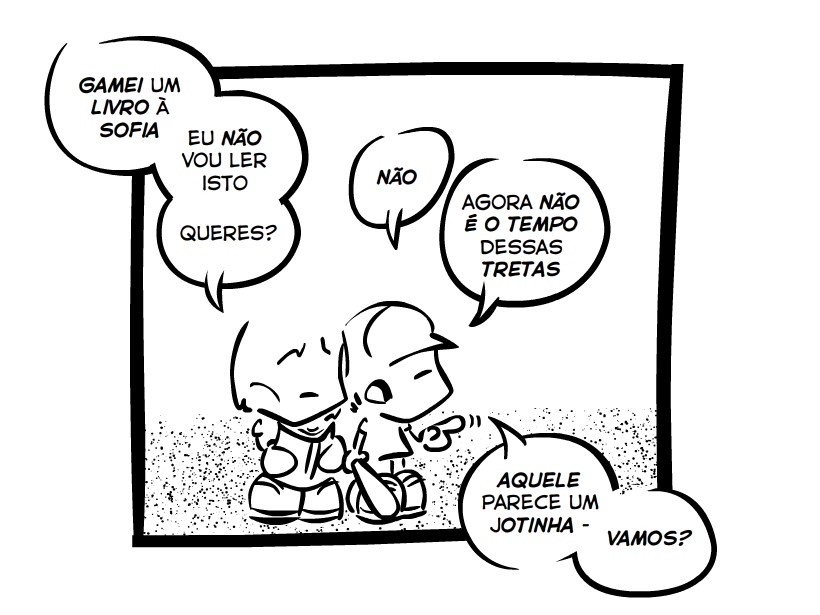 GAMEI UM
LIVRO À
SOFIA
EU NÃO
VOU LER
ISTO
QUERES?
NÃO
AGORA NÃO
É O TEMPO
DESSAS
TRETAS
AQUELE
PARECE UM
JOTINHA -
VAMOS?